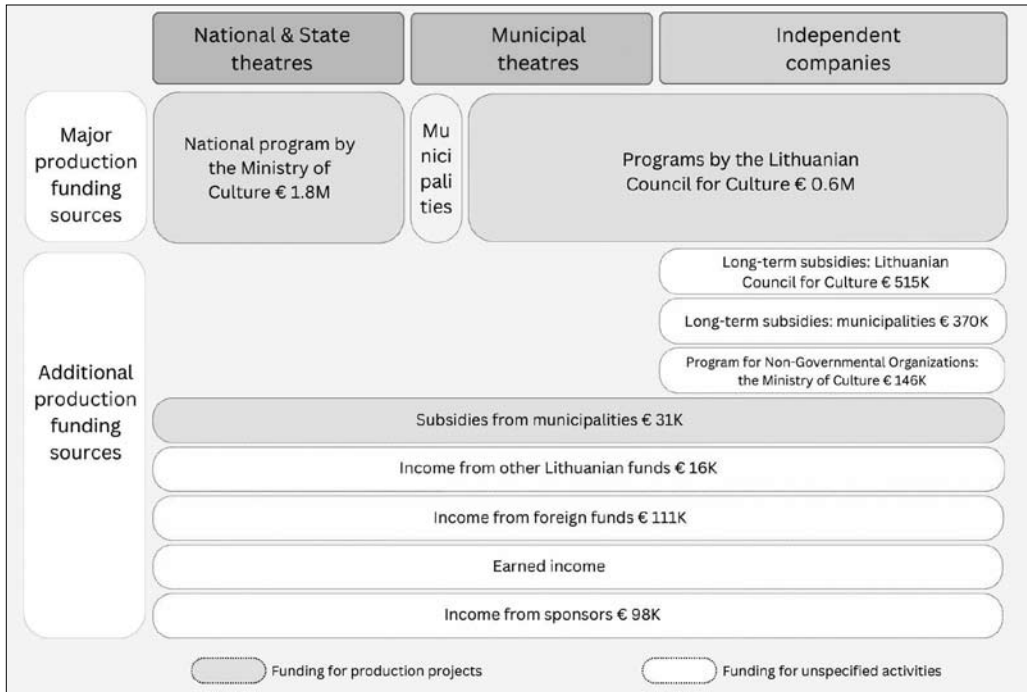 National & State
theatres
Municipal
theatres
Independent
companies
Major
production
funding
sources
National program by
the Ministry of
Culture € 1.8M
Mu
nici
pali
ties
Programs by the Lithuanian
Council for Culture € 0.6M
Additional
production
funding
sources
Long-term subsidies: Lithuanian
Council for Culture € 515K
Long-term subsidies: municipalities € 370K
Program for Non-Governmental Organizations:
the Ministry of Culture € 146K
Subsidies from municipalities € 31K
Income from other Lithuanian funds € 16K
Income from foreign funds € 111K
Earned income
Income from sponsors € 98K
Funding for production projects
Funding for unspecified activities